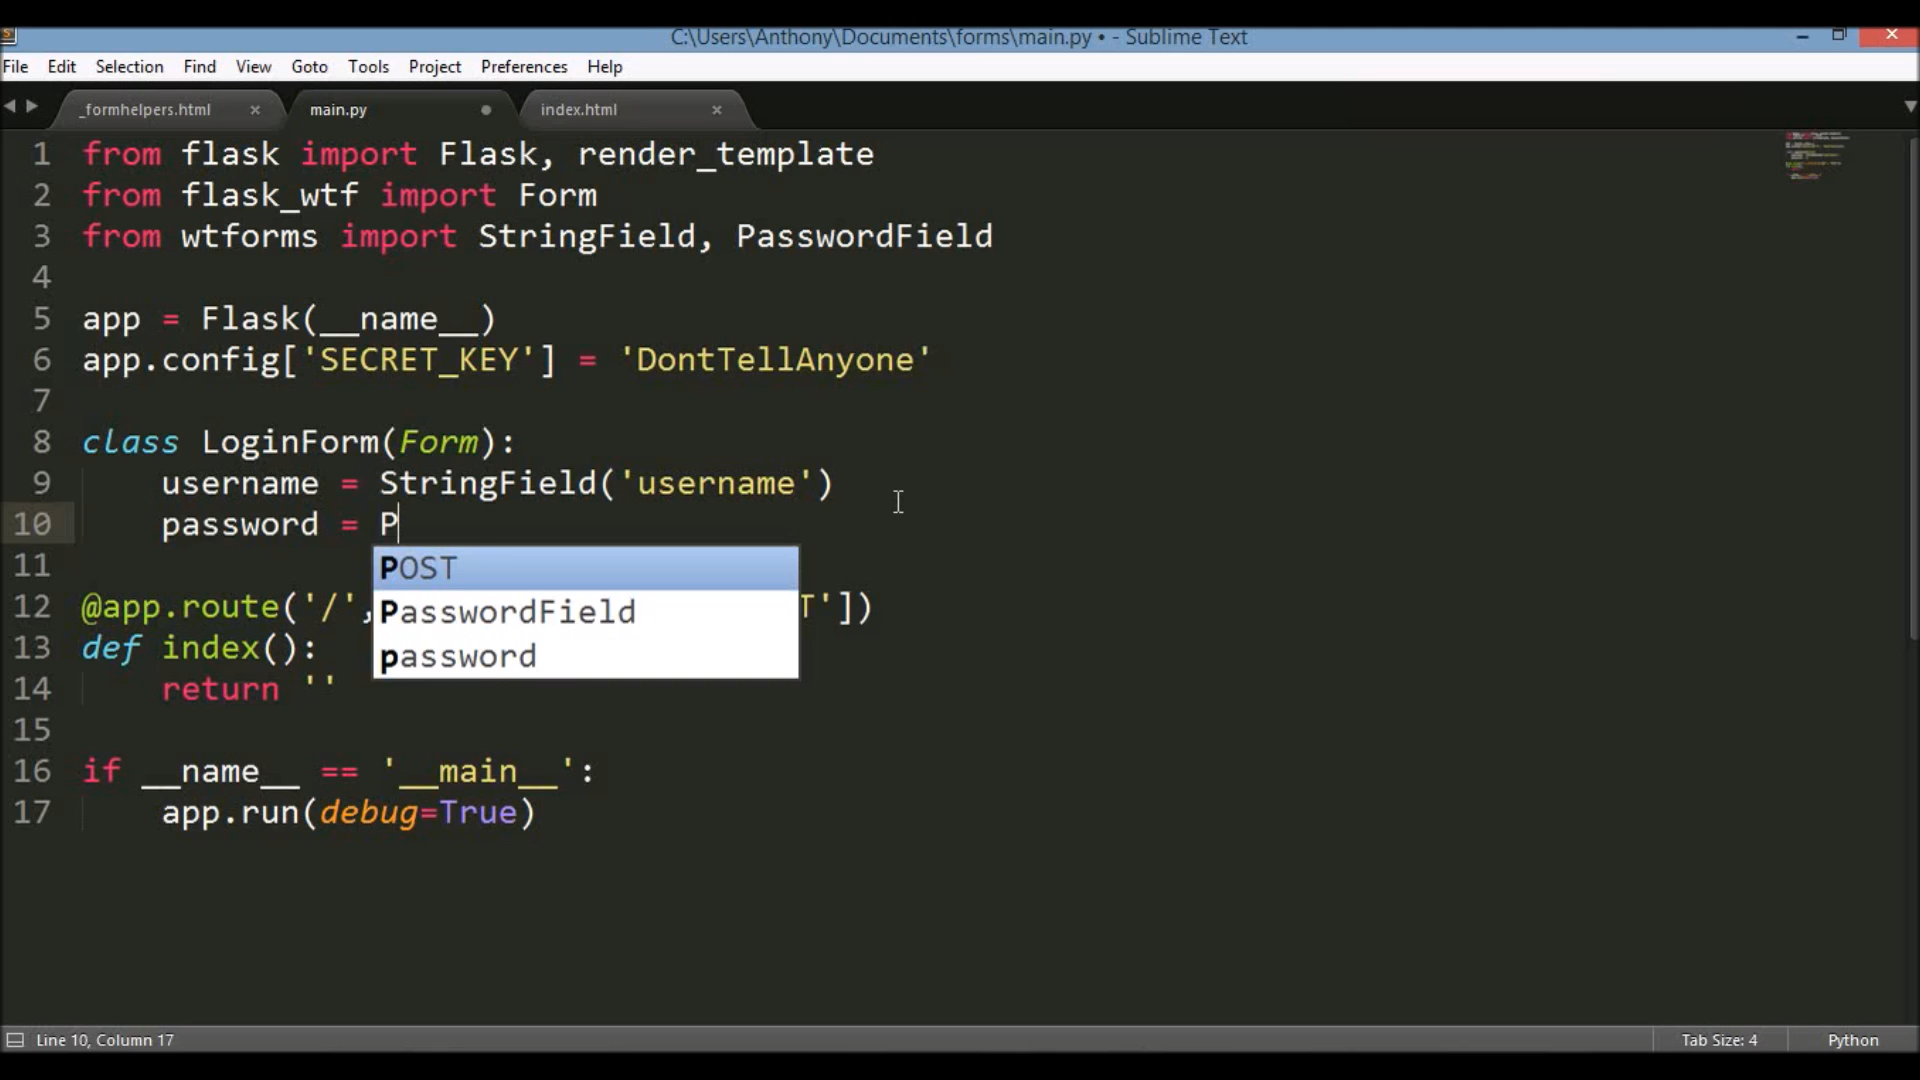 C:\Users\Anthony\Documents\forms\main.py • - Sublime Text
File Edit Selection Find View Goto Tools Project Preferences Help
_formhelpers.html × main.py index.html ×
1 from flask import Flask, render_template
2 from flask_wtf import Form
3 from wtforms import StringField, PasswordField
4
5 app = Flask(__name__)
6 app.config['SECRET_KEY'] = 'DontTellAnyone'
7
8 class LoginForm(Form):
9 username = StringField('username')
10 password = P
POST
11
12 @app.route('/', T'])
PasswordField
13 def index():
password
14 return ''
15
16 if __name__ == '__main__':
17 app.run(debug=True)
Line 10, Column 17 Tab Size: 4 Python